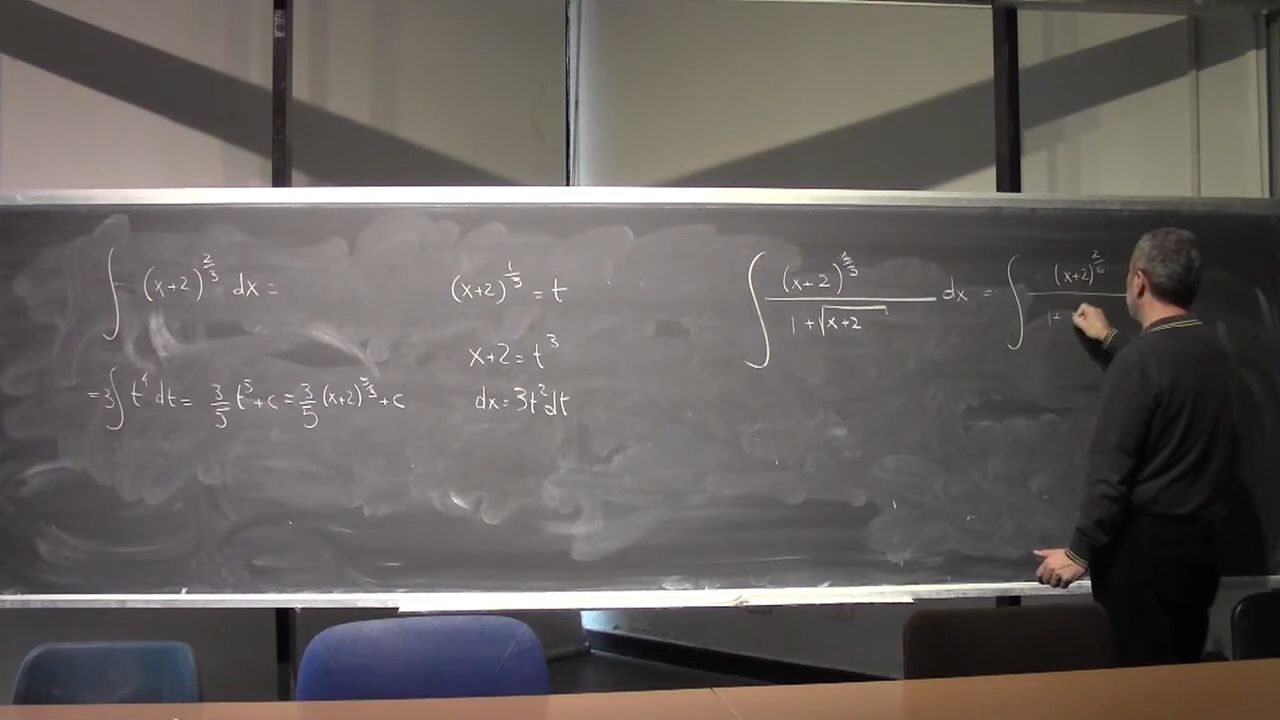 ∫ (x+2)^{2/3} dx =
= 3∫ t^4 dt = 3/5 t^5 + c = 3/5 (x+2)^{5/3} + c
(x+2)^{1/3} = t
x+2 = t^3
dx = 3t^2 dt
∫ (x+2)^{1/3} / (1+√(x+2)) dx = ∫ (x+2)^{2/6} / (1+